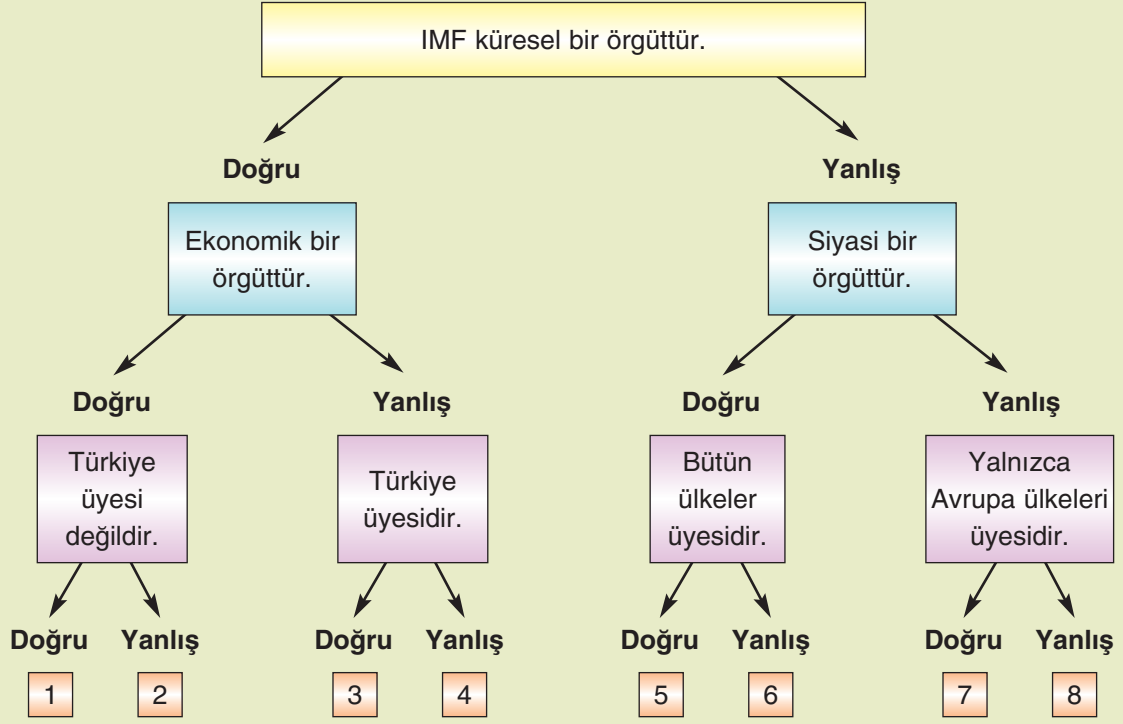 IMF küresel bir örgüttür.
Doğru
Yanlış
Ekonomik bir
örgüttür.
Siyasi bir
örgüttür.
Doğru
Yanlış
Doğru
Yanlış
Türkiye
üyesi
değildir.
Türkiye
üyesidir.
Bütün
ülkeler
üyesidir.
Yalnızca
Avrupa ülkeleri
üyesidir.
Doğru
Yanlış
Doğru
Yanlış
Doğru
Yanlış
Doğru
Yanlış
1
2
3
4
5
6
7
8